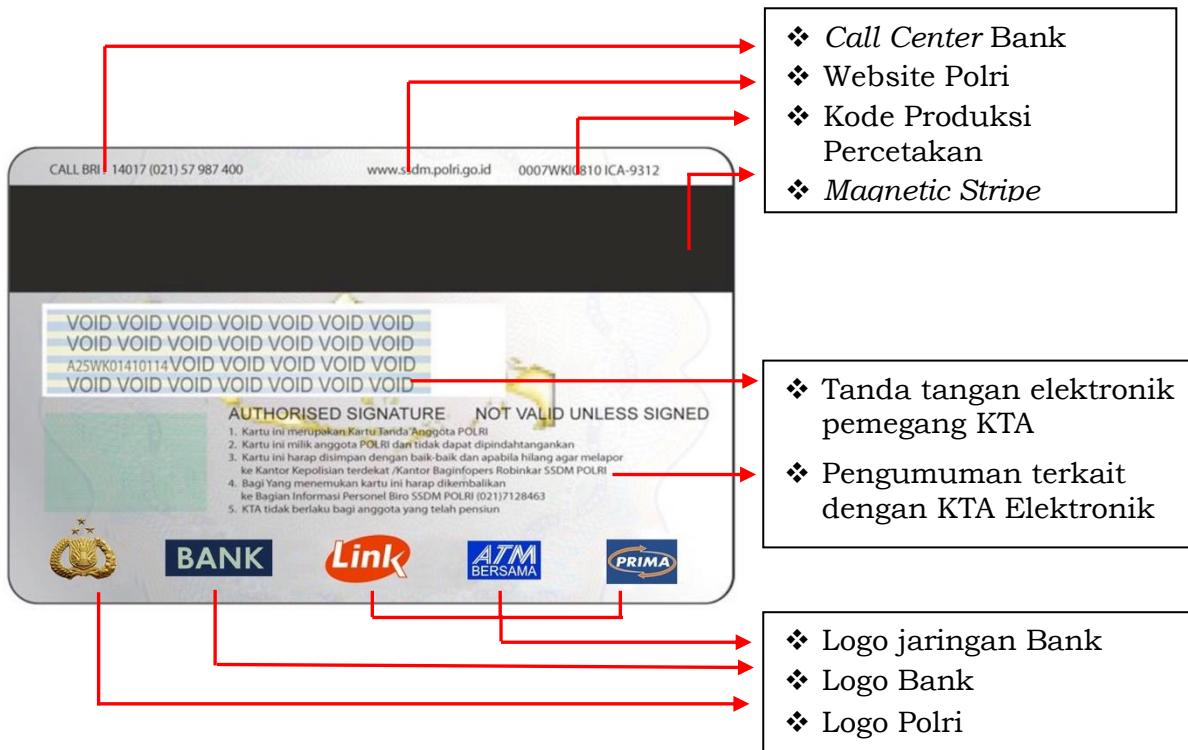 ❖ Call Center Bank
❖ Website Polri
❖ Kode Produksi
Percetakan
❖ Magnetic Stripe
CALL BRI : 14017 (021) 57 987 400 www.ssdm.polri.go.id 0007WKI0810 ICA-9312
VOID VOID VOID VOID VOID VOID VOID
VOID VOID VOID VOID VOID VOID VOID
A25WK01410114 VOID VOID VOID VOID VOID
VOID VOID VOID VOID VOID VOID VOID
AUTHORISED SIGNATURE NOT VALID UNLESS SIGNED
1. Kartu ini merupakan Kartu Tanda Anggota POLRI
2. Kartu ini milik anggota POLRI dan tidak dapat dipindahtangankan
3. Kartu ini harap disimpan dengan baik-baik dan apabila hilang agar melapor
ke Kantor Kepolisian terdekat /Kantor Baginfopers Robinkar SSDM POLRI
4. Bagi Yang menemukan kartu ini harap dikembalikan
ke Bagian Informasi Personel Biro SSDM POLRI (021)7128463
5. KTA tidak berlaku bagi anggota yang telah pensiun
BANK Link ATM BERSAMA PRIMA
❖ Tanda tangan elektronik
pemegang KTA
❖ Pengumuman terkait
dengan KTA Elektronik
❖ Logo jaringan Bank
❖ Logo Bank
❖ Logo Polri